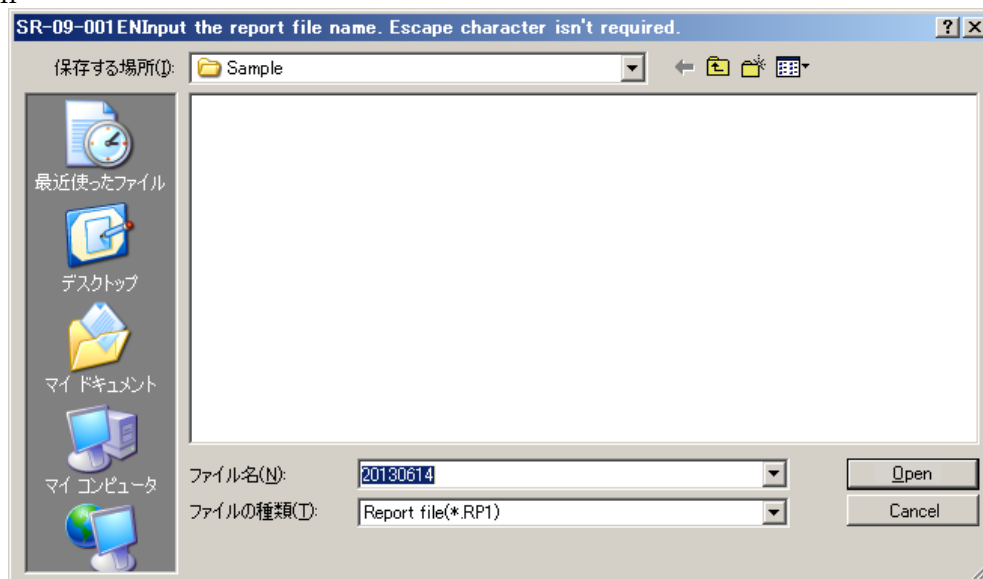 SR-09-001ENInput the report file name. Escape character isn't required.
保存する場所(I):
Sample
最近使ったファイル
デスクトップ
マイ ドキュメント
マイ コンピュータ
ファイル名(N):
20130614
Open
ファイルの種類(T):
Report file(*.RP1)
Cancel